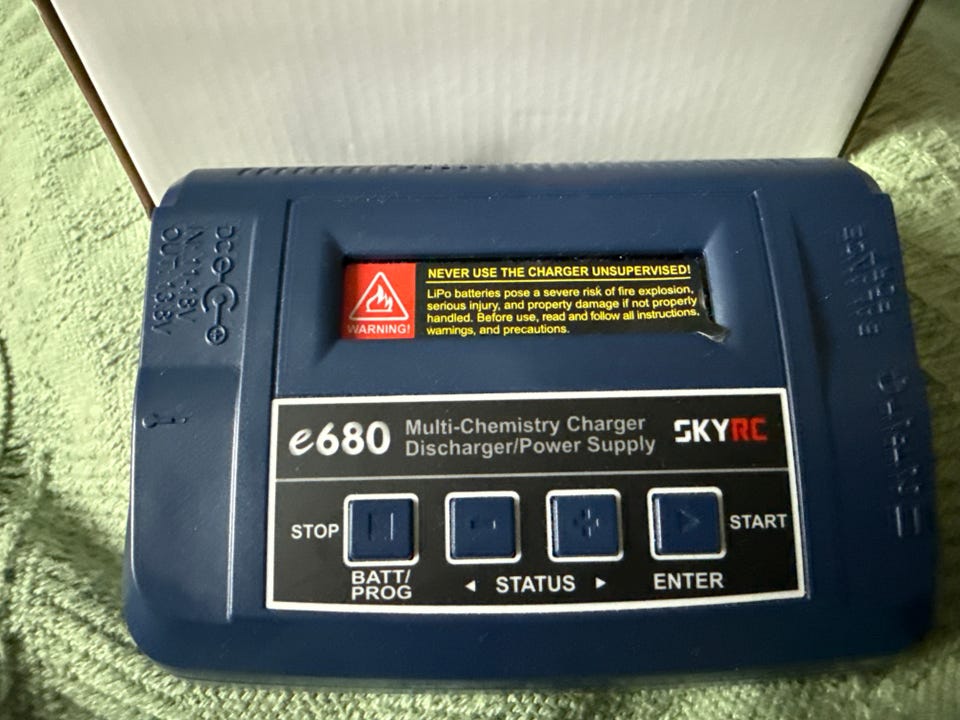 NEVER USE THE CHARGER UNSUPERVISED!
LiPo batteries pose a severe risk of fire explosion,
serious injury, and property damage if not properly
handled. Before use, read and follow all instructions,
warnings, and precautions.
WARNING!
e680
Multi-Chemistry Charger
Discharger/Power Supply
SKYRC
STOP
START
BATT/
PROG
◄ STATUS ►
ENTER